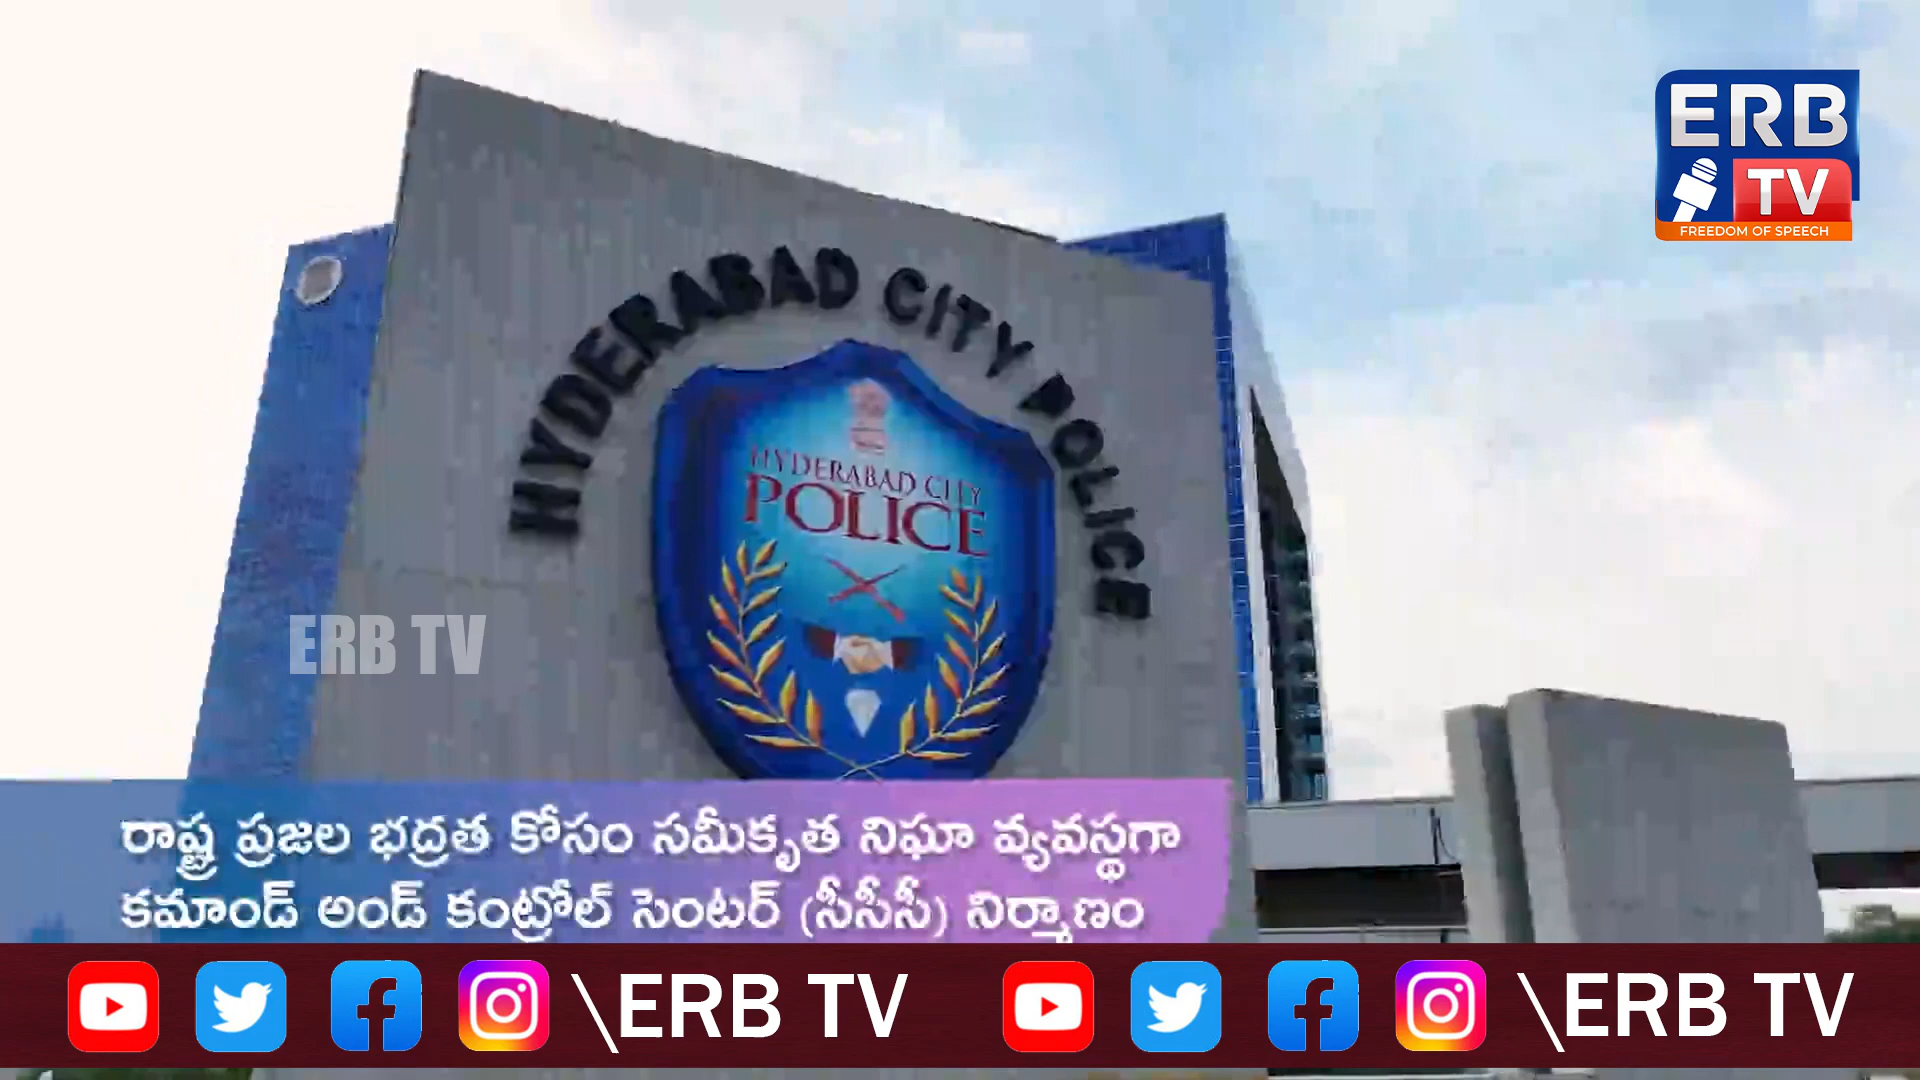 ERB
TV
FREEDOM OF SPEECH
HYDERABAD CITY POLICE
HYDERABAD CITY
POLICE
ERB TV
రాష్ట్ర ప్రజల భద్రత కోసం సమీకృత నిఘా వ్యవస్థగా
కమాండ్ అండ్ కంట్రోల్ సెంటర్ (సీసీసీ) నిర్మాణం
\ERB TV
\ERB TV